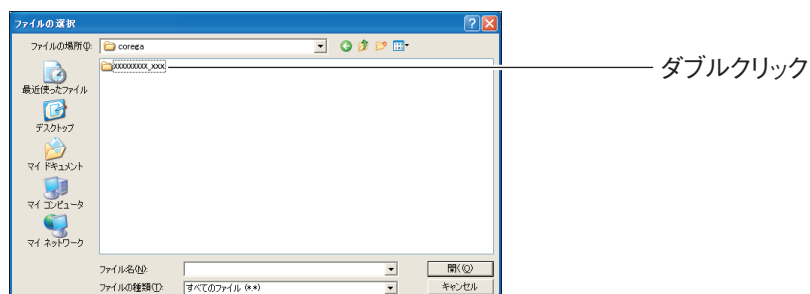 ファイルの選択
ファイルの場所(I): corega
xxxxxxxxx_xxx
ダブルクリック
最近使ったファイル
デスクトップ
マイ ドキュメント
マイ コンピュータ
マイ ネットワーク
ファイル名(N): 開く(O)
ファイルの種類(T): すべてのファイル (*.*) キャンセル